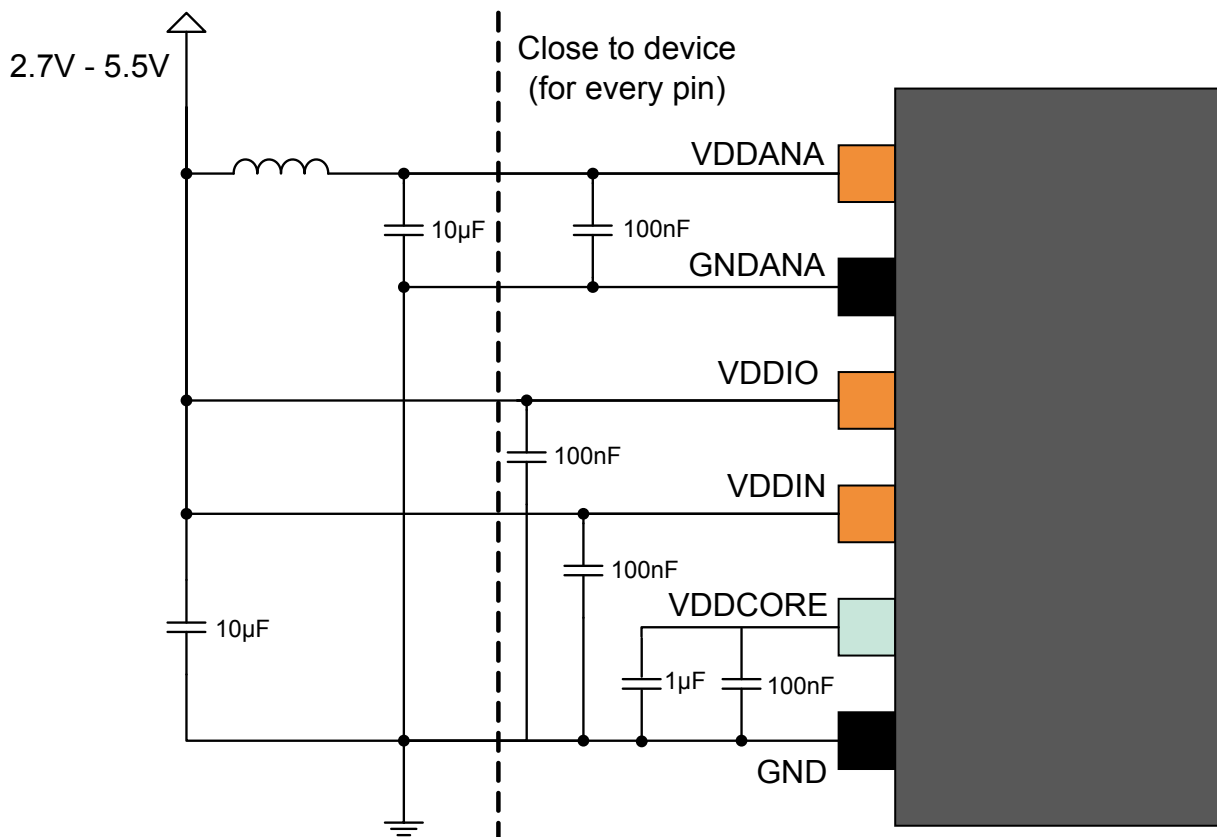 2.7V - 5.5V
Close to device
(for every pin)
VDDANA
10µF
100nF
GNDANA
VDDIO
100nF
VDDIN
100nF
VDDCORE
10µF
1µF
100nF
GND